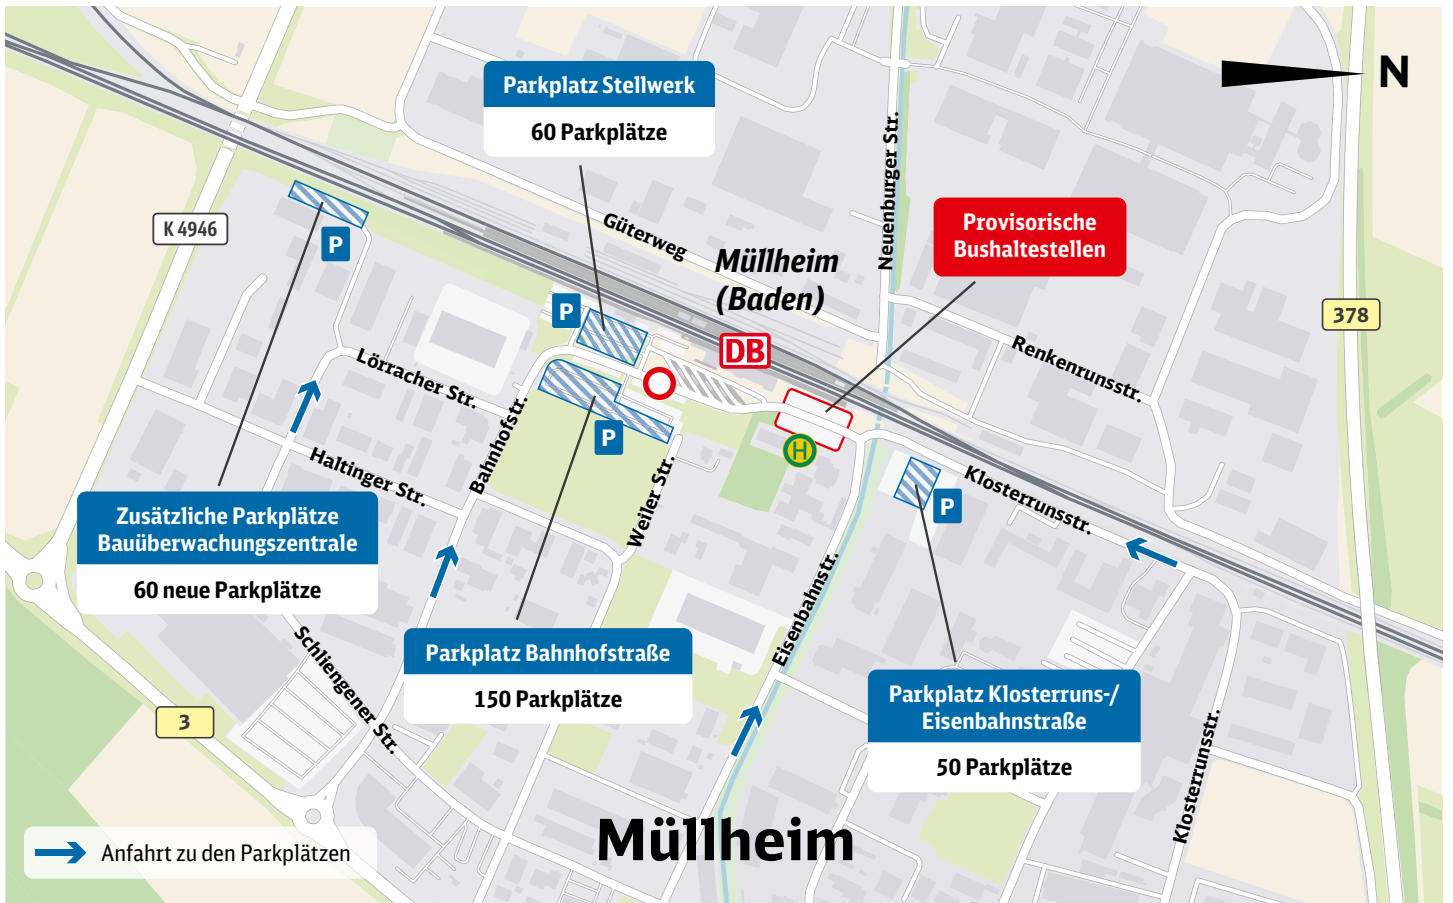 Parkplatz Stellwerk
60 Parkplätze
N
Neuenburger Str.
K 4946
P
Güterweg
Müllheim
(Baden)
Provisorische
Bushaltestellen
378
P
DB
Renkenrunsstr.
Lörracher Str.
Bahnhofstr.
P
H
Haltinger Str.
Weiler Str.
Klosterrunsstr.
P
Zusätzliche Parkplätze
Bauüberwachungszentrale
60 neue Parkplätze
Eisenbahnstr.
Schliengener Str.
Parkplatz Bahnhofstraße
150 Parkplätze
Parkplatz Klosterruns-/
Eisenbahnstraße
50 Parkplätze
3
Klosterrunsstr.
Müllheim
Anfahrt zu den Parkplätzen